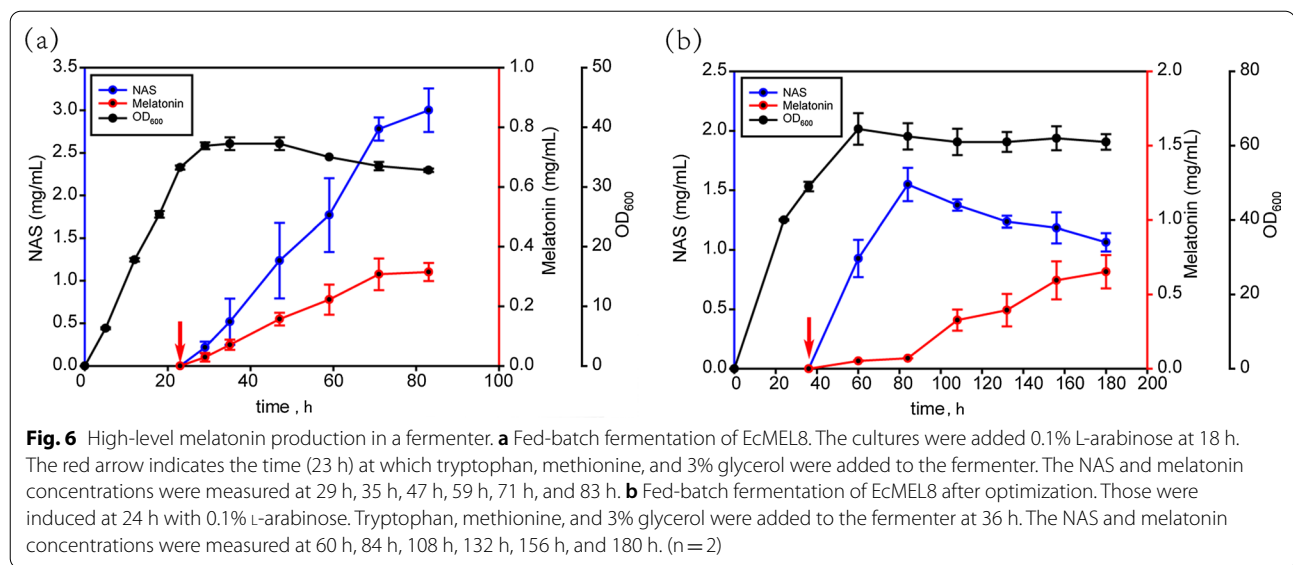 (a)
3.5
3.0
2.5
2.0
1.5
1.0
0.5
0.0
NAS (mg/mL)
NAS
Melatonin
OD₆₀₀
0 20 40 60 80 100
time , h
1.0
0.8
0.6
0.4
0.2
0.0
Melatonin (mg/mL)
50
40
30
20
10
0
OD₆₀₀
(b)
2.5
2.0
1.5
1.0
0.5
0.0
NAS (mg/mL)
NAS
Melatonin
OD₆₀₀
0 20 40 60 80 100 120 140 160 180 200
time , h
2.0
1.5
1.0
0.5
0.0
Melatonin (mg/mL)
80
60
40
20
0
OD₆₀₀
Fig. 6 High-level melatonin production in a fermenter. a Fed-batch fermentation of EcMEL8. The cultures were added 0.1% L-arabinose at 18 h.
The red arrow indicates the time (23 h) at which tryptophan, methionine, and 3% glycerol were added to the fermenter. The NAS and melatonin
concentrations were measured at 29 h, 35 h, 47 h, 59 h, 71 h, and 83 h. b Fed-batch fermentation of EcMEL8 after optimization. Those were
induced at 24 h with 0.1% L-arabinose. Tryptophan, methionine, and 3% glycerol were added to the fermenter at 36 h. The NAS and melatonin
concentrations were measured at 60 h, 84 h, 108 h, 132 h, 156 h, and 180 h. (n = 2)